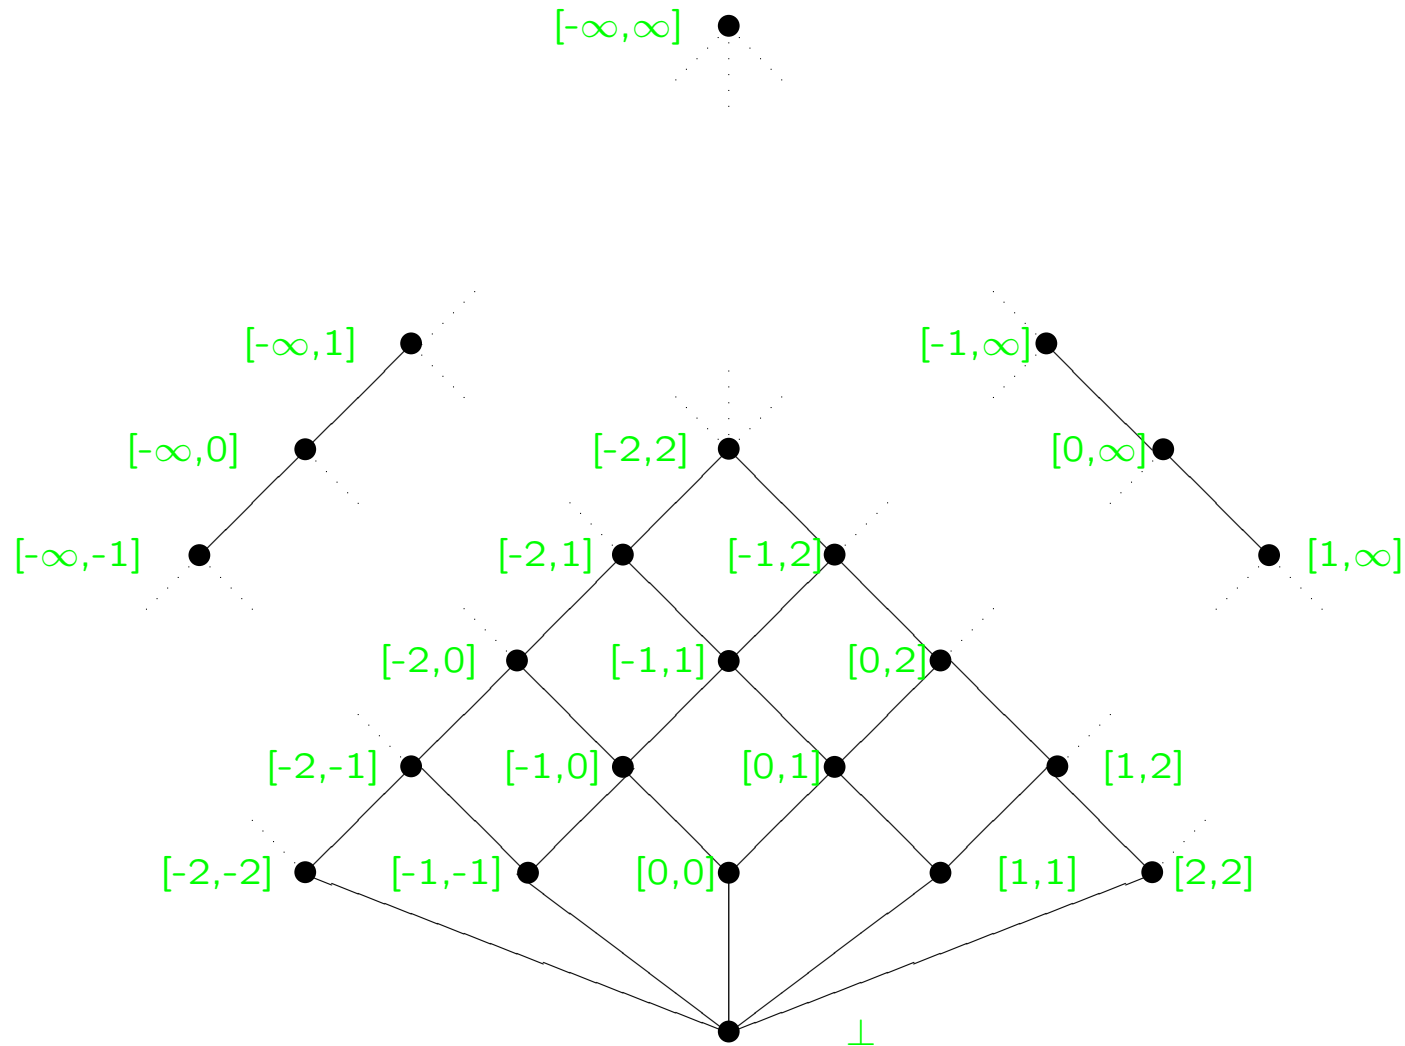 [-∞,∞]
[-∞,1] [-1,∞]
[-∞,0] [-2,2] [0,∞]
[-∞,-1] [-2,1] [-1,2] [1,∞]
[-2,0] [-1,1] [0,2]
[-2,-1] [-1,0] [0,1] [1,2]
[-2,-2] [-1,-1] [0,0] [1,1] [2,2]
⊥